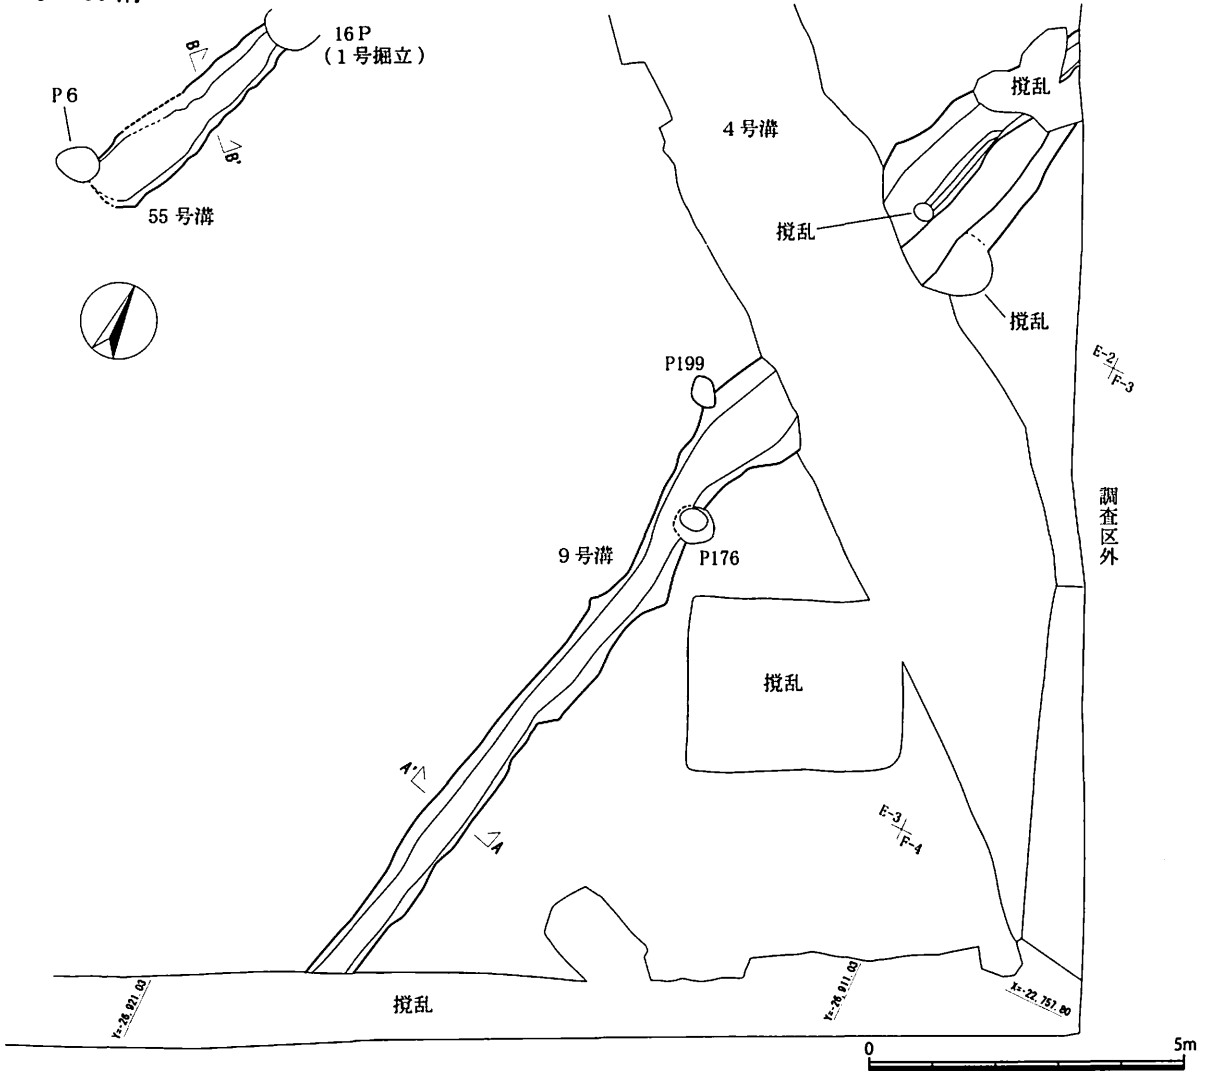 16P
(1号掘立)
B
P6
B'
55号溝
4号溝
撹乱
撹乱
撹乱
E-2
F-3
P199
調査区外
9号溝
P176
撹乱
A'
A
E-3
F-4
Y=-26,921.03
撹乱
Y=-26,911.03
X=-22,757.80
0 5m